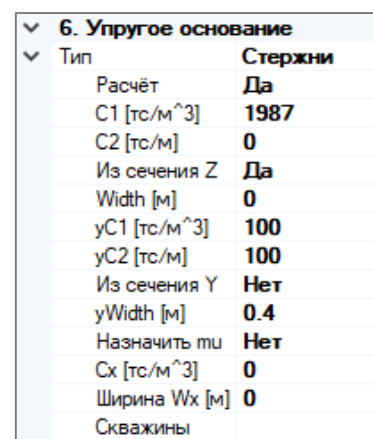 6. Упругое основание
Тип Стержни
Расчёт Да
C1 [тс/м^3] 1987
C2 [тс/м] 0
Из сечения Z Да
Width [м] 0
yC1 [тс/м^3] 100
yC2 [тс/м] 100
Из сечения Y Нет
yWidth [м] 0.4
Назначить mu Нет
Cx [тс/м^3] 0
Ширина Wx [м] 0
Скважины